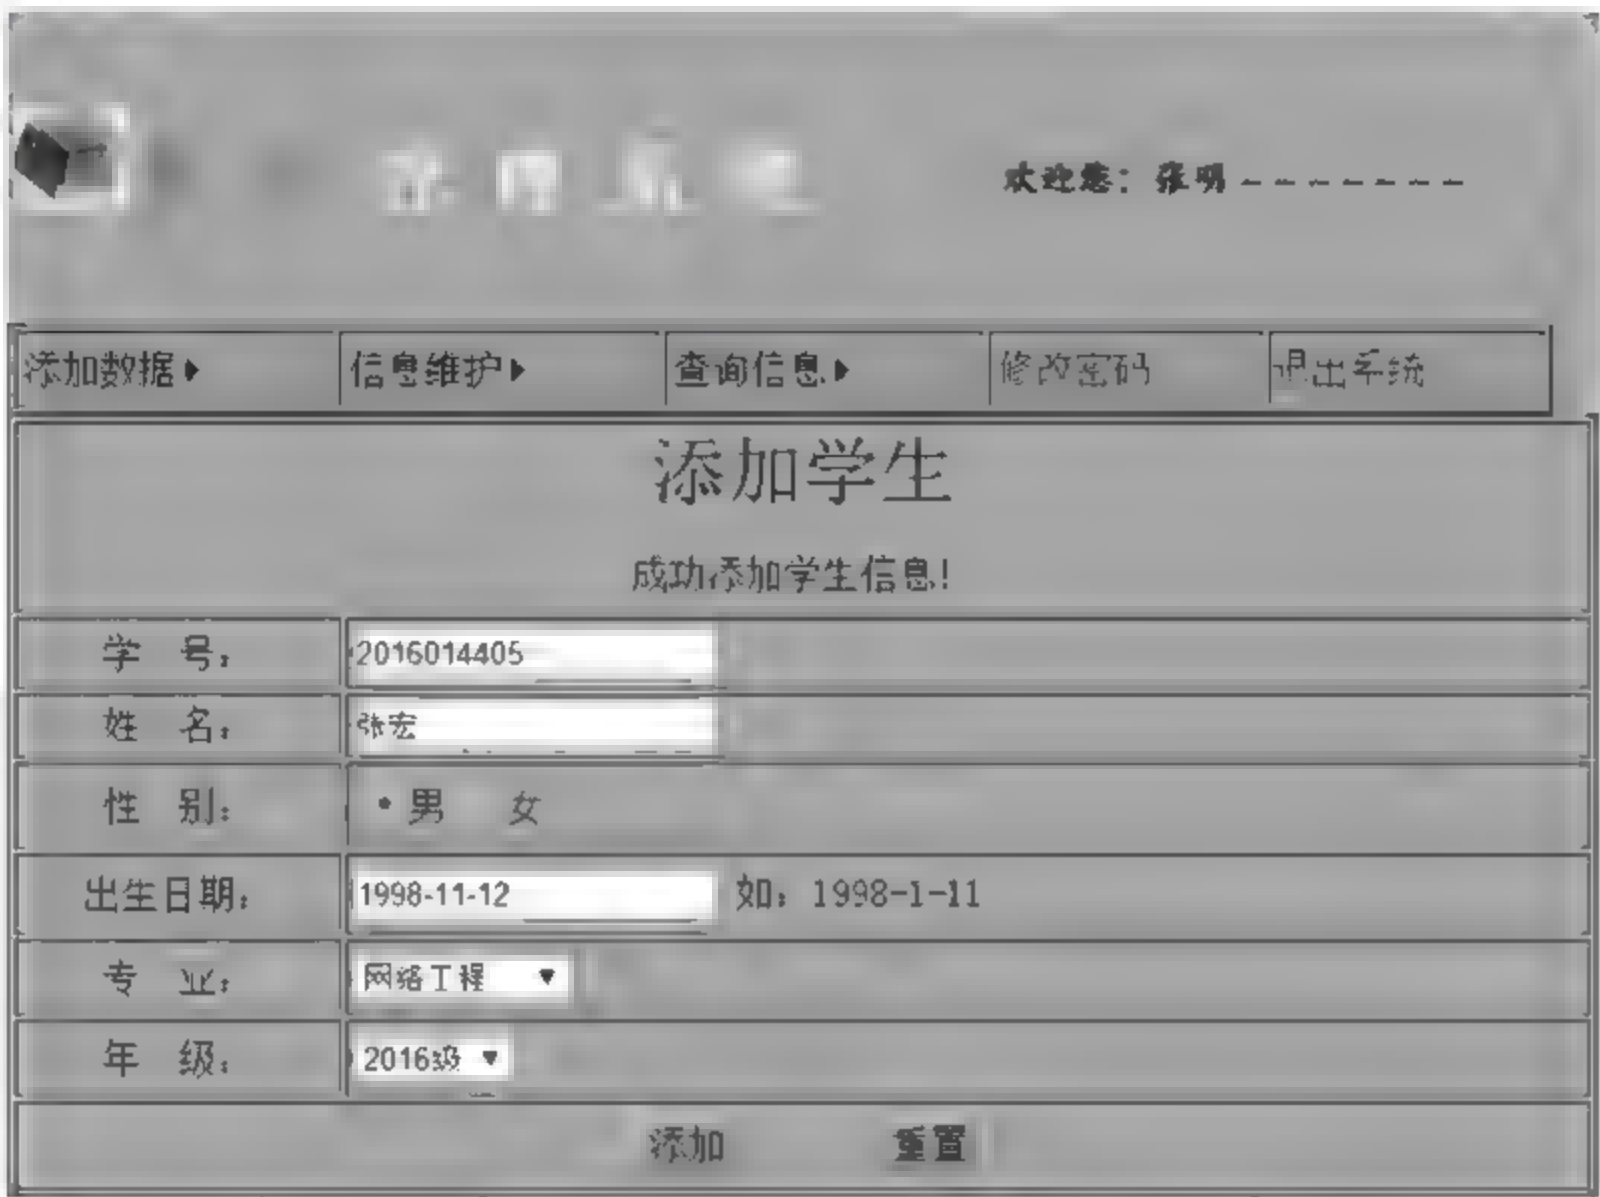 管理系统
欢迎您：张明
添加数据 信息维护 查询信息 修改密码 退出系统
添加学生
成功添加学生信息!
学 号： 2016014405
姓 名： 张宏
性 别： 男 女
出生日期： 1998-11-12 如：1998-1-11
专 业： 网络工程
年 级： 2016级
添加 重置